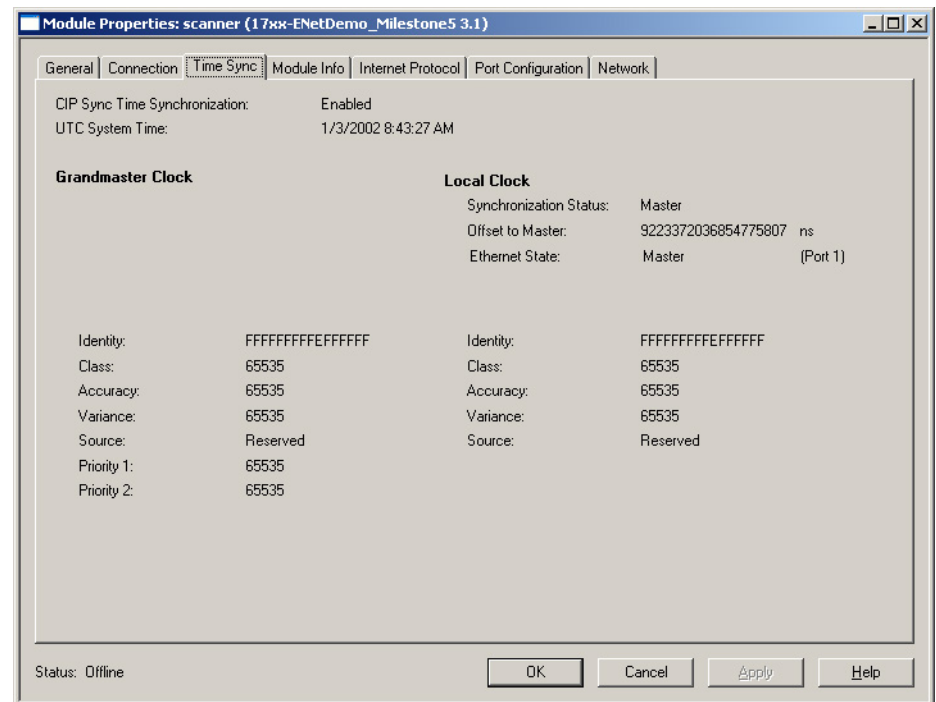 Module Properties: scanner (17xx-ENetDemo_Milestone5 3.1)
General Connection Time Sync Module Info Internet Protocol Port Configuration Network
CIP Sync Time Synchronization: Enabled
UTC System Time: 1/3/2002 8:43:27 AM
Grandmaster Clock Local Clock
Synchronization Status: Master
Offset to Master: 9223372036854775807 ns
Ethernet State: Master (Port 1)
Identity: FFFFFFFFFEFFFFFF Identity: FFFFFFFFFEFFFFFF
Class: 65535 Class: 65535
Accuracy: 65535 Accuracy: 65535
Variance: 65535 Variance: 65535
Source: Reserved Source: Reserved
Priority 1: 65535
Priority 2: 65535
Status: Offline OK Cancel Apply Help